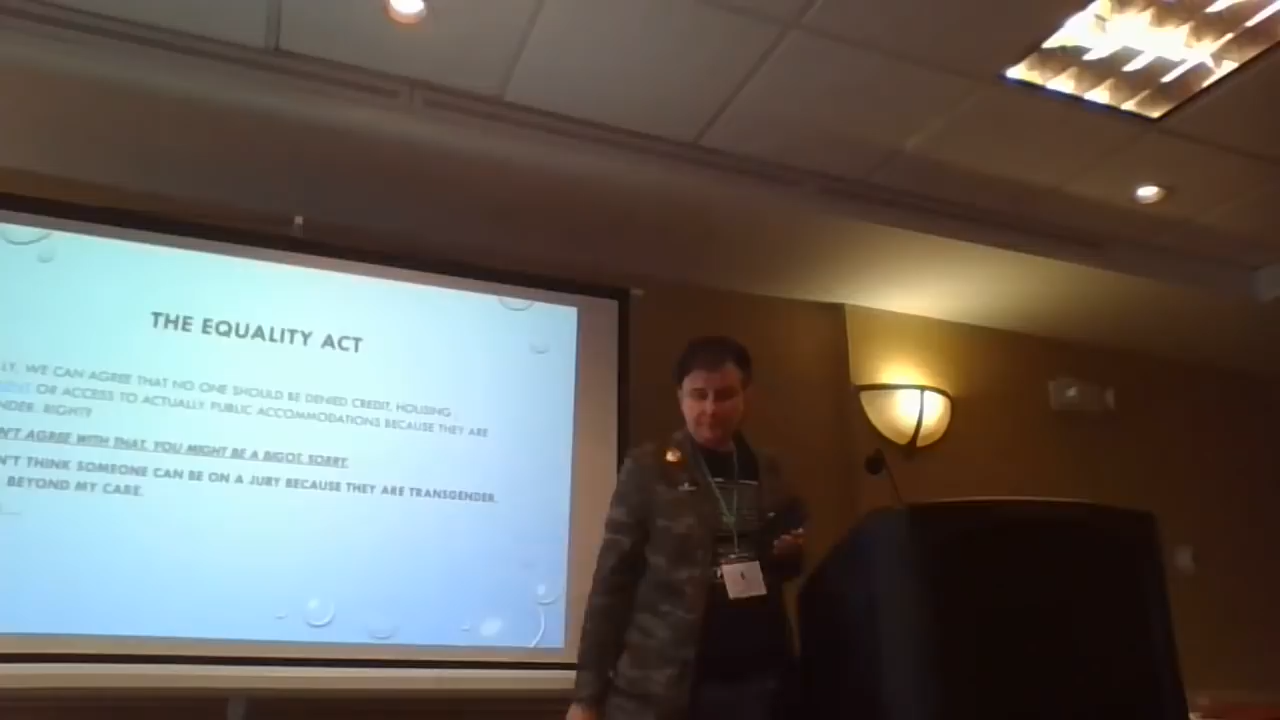 THE EQUALITY ACT
LY, WE CAN AGREE THAT NO ONE SHOULD BE DENIED CREDIT, HOUSING
OR ACCESS TO ACTUALLY PUBLIC ACCOMMODATIONS BECAUSE THEY ARE
NDER. RIGHT?
N'T AGREE WITH THAT, YOU MIGHT BE A BIGOT. SORRY.
N'T THINK SOMEONE CAN BE ON A JURY BECAUSE THEY ARE TRANSGENDER.
BEYOND MY CARE.